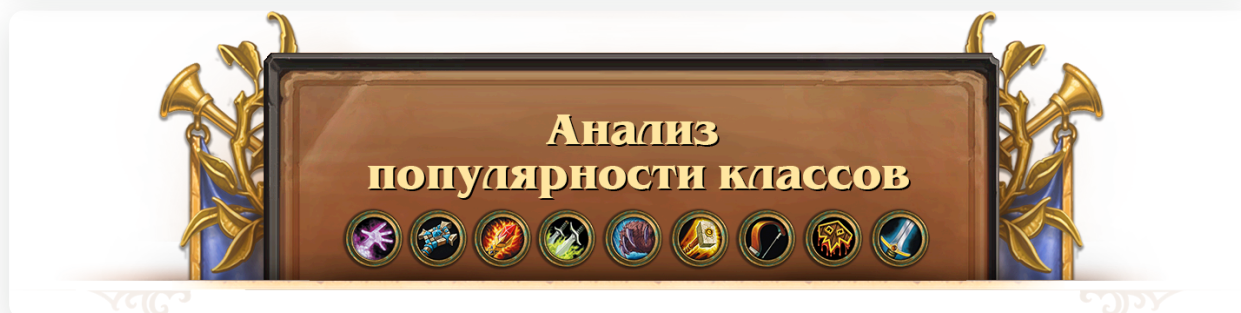 Анализ
популярности классов